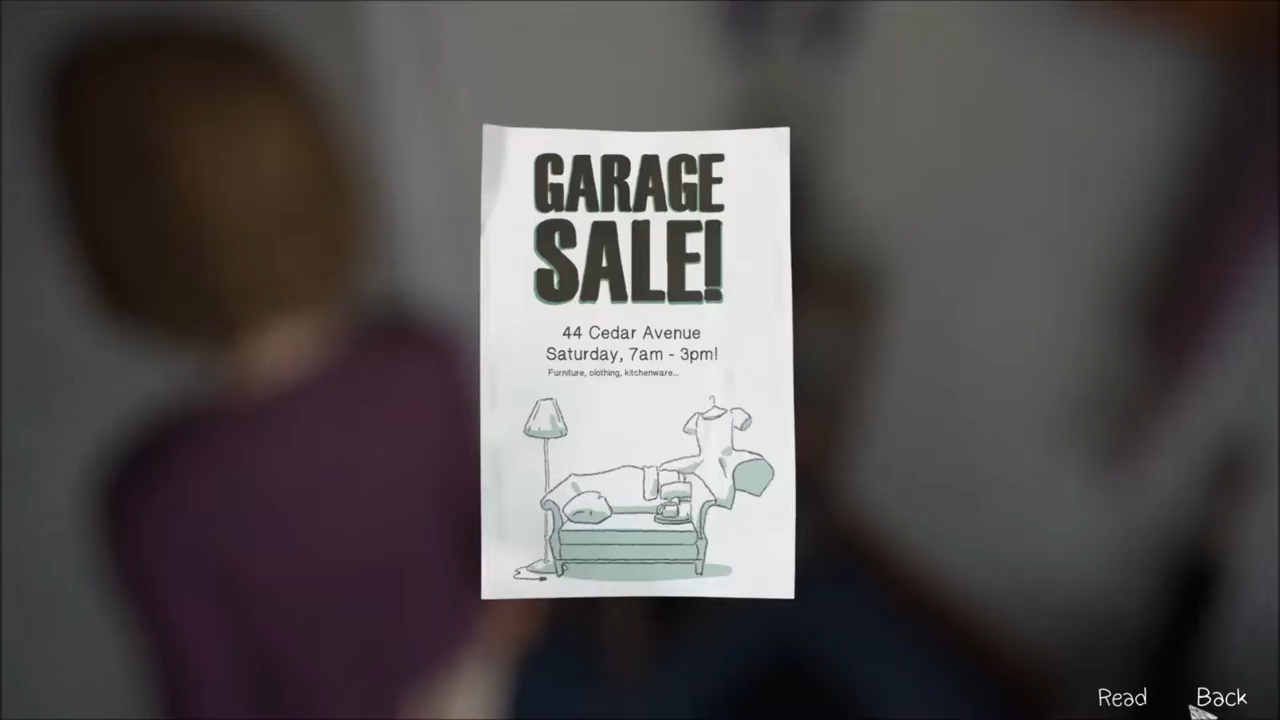 GARAGE
SALE!
44 Cedar Avenue
Saturday, 7am - 3pm!
Furniture, clothing, kitchenware...
Read
Back